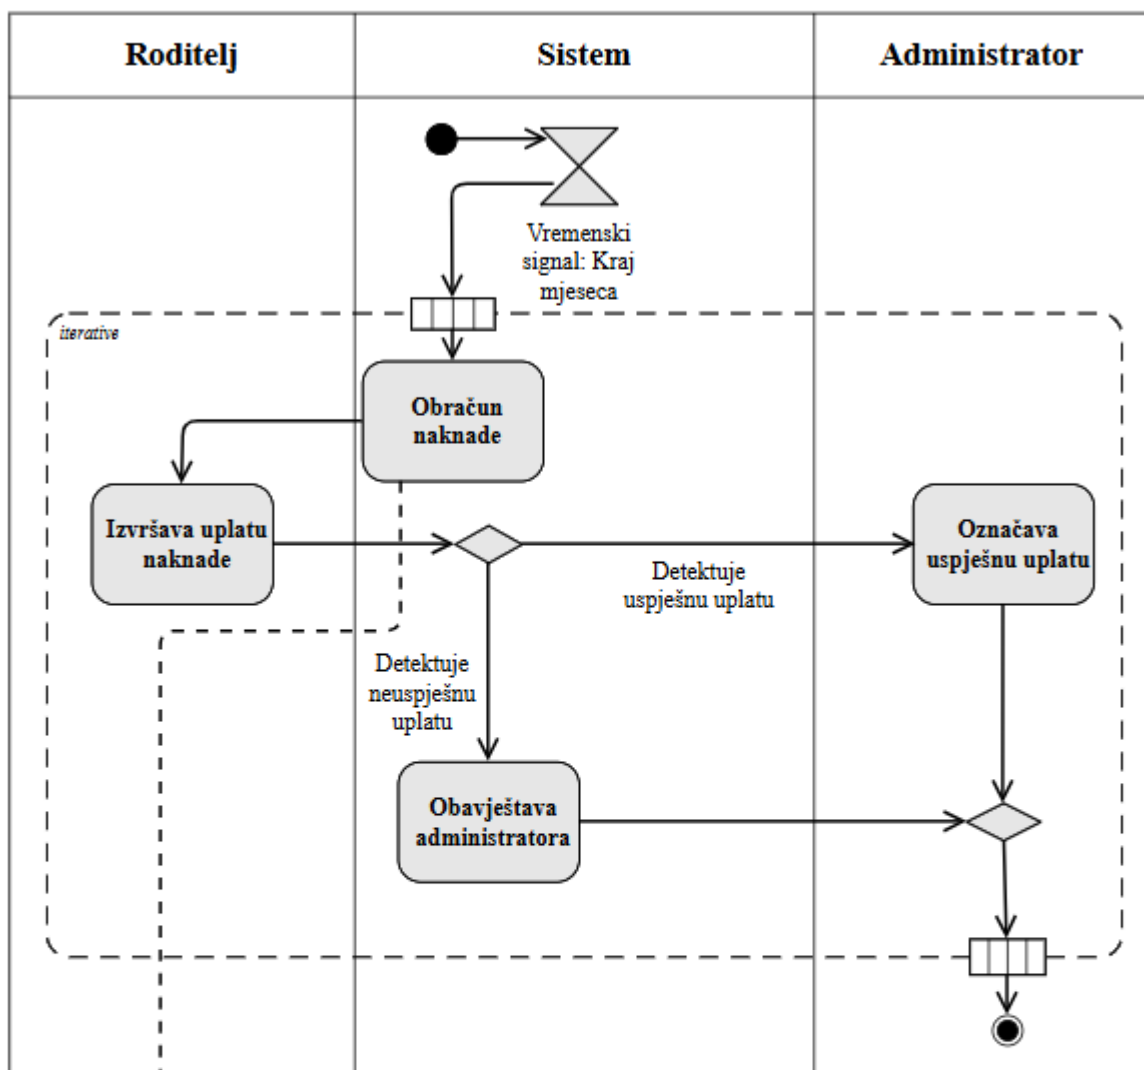 Roditelj
Sistem
Administrator
Vremenski
signal: Kraj
mjeseca
iterative
Obračun
naknade
Izvršava uplatu
naknade
Označava
uspješnu uplatu
Detektuje
uspješnu uplatu
Detektuje
neuspješnu
uplatu
Obavještava
administratora